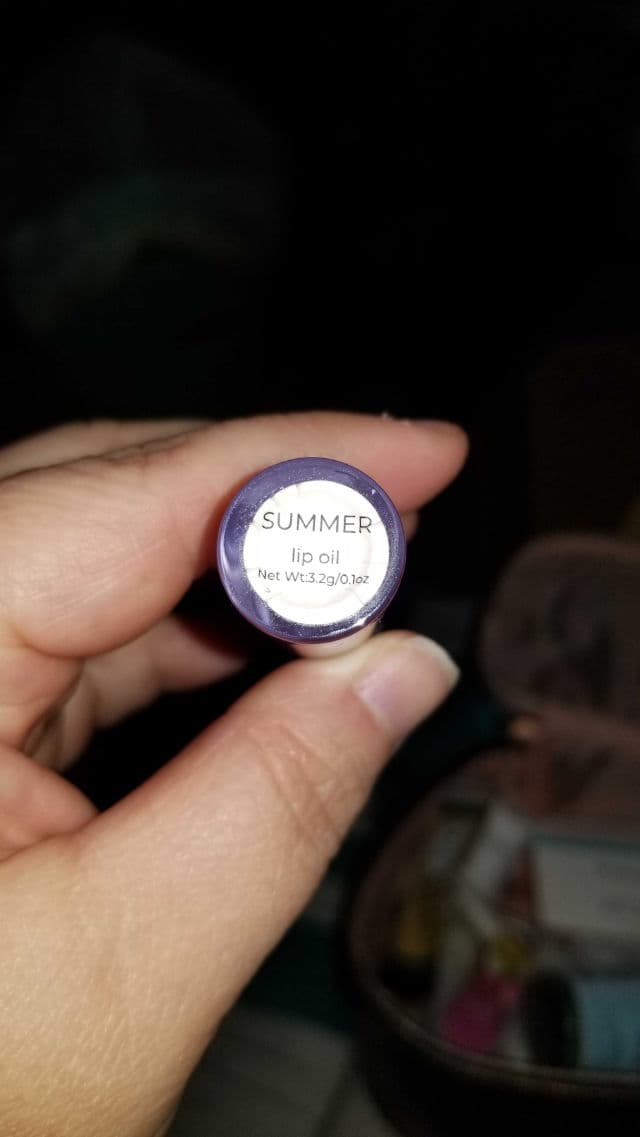 SUMMER
lip oil
Net Wt:3.2g/0.1oz